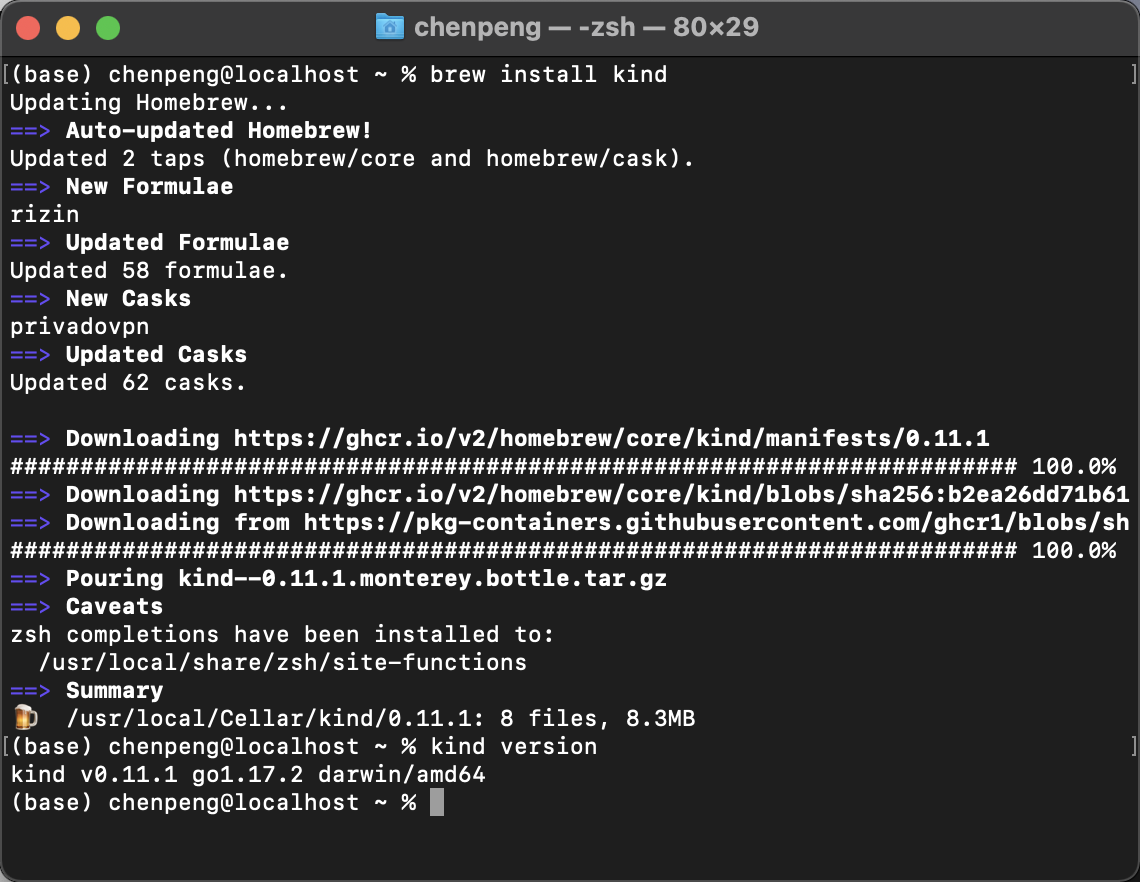 chenpeng — -zsh — 80×29
(base) chenpeng@localhost ~ % brew install kind
Updating Homebrew...
==> Auto-updated Homebrew!
Updated 2 taps (homebrew/core and homebrew/cask).
==> New Formulae
rizin
==> Updated Formulae
Updated 58 formulae.
==> New Casks
privadovpn
==> Updated Casks
Updated 62 casks.

==> Downloading https://ghcr.io/v2/homebrew/core/kind/manifests/0.11.1
######################################################################## 100.0%
==> Downloading https://ghcr.io/v2/homebrew/core/kind/blobs/sha256:b2ea26dd71b61
==> Downloading from https://pkg-containers.githubusercontent.com/ghcr1/blobs/sh
######################################################################## 100.0%
==> Pouring kind--0.11.1.monterey.bottle.tar.gz
==> Caveats
zsh completions have been installed to:
  /usr/local/share/zsh/site-functions
==> Summary
🍺  /usr/local/Cellar/kind/0.11.1: 8 files, 8.3MB
(base) chenpeng@localhost ~ % kind version
kind v0.11.1 go1.17.2 darwin/amd64
(base) chenpeng@localhost ~ %